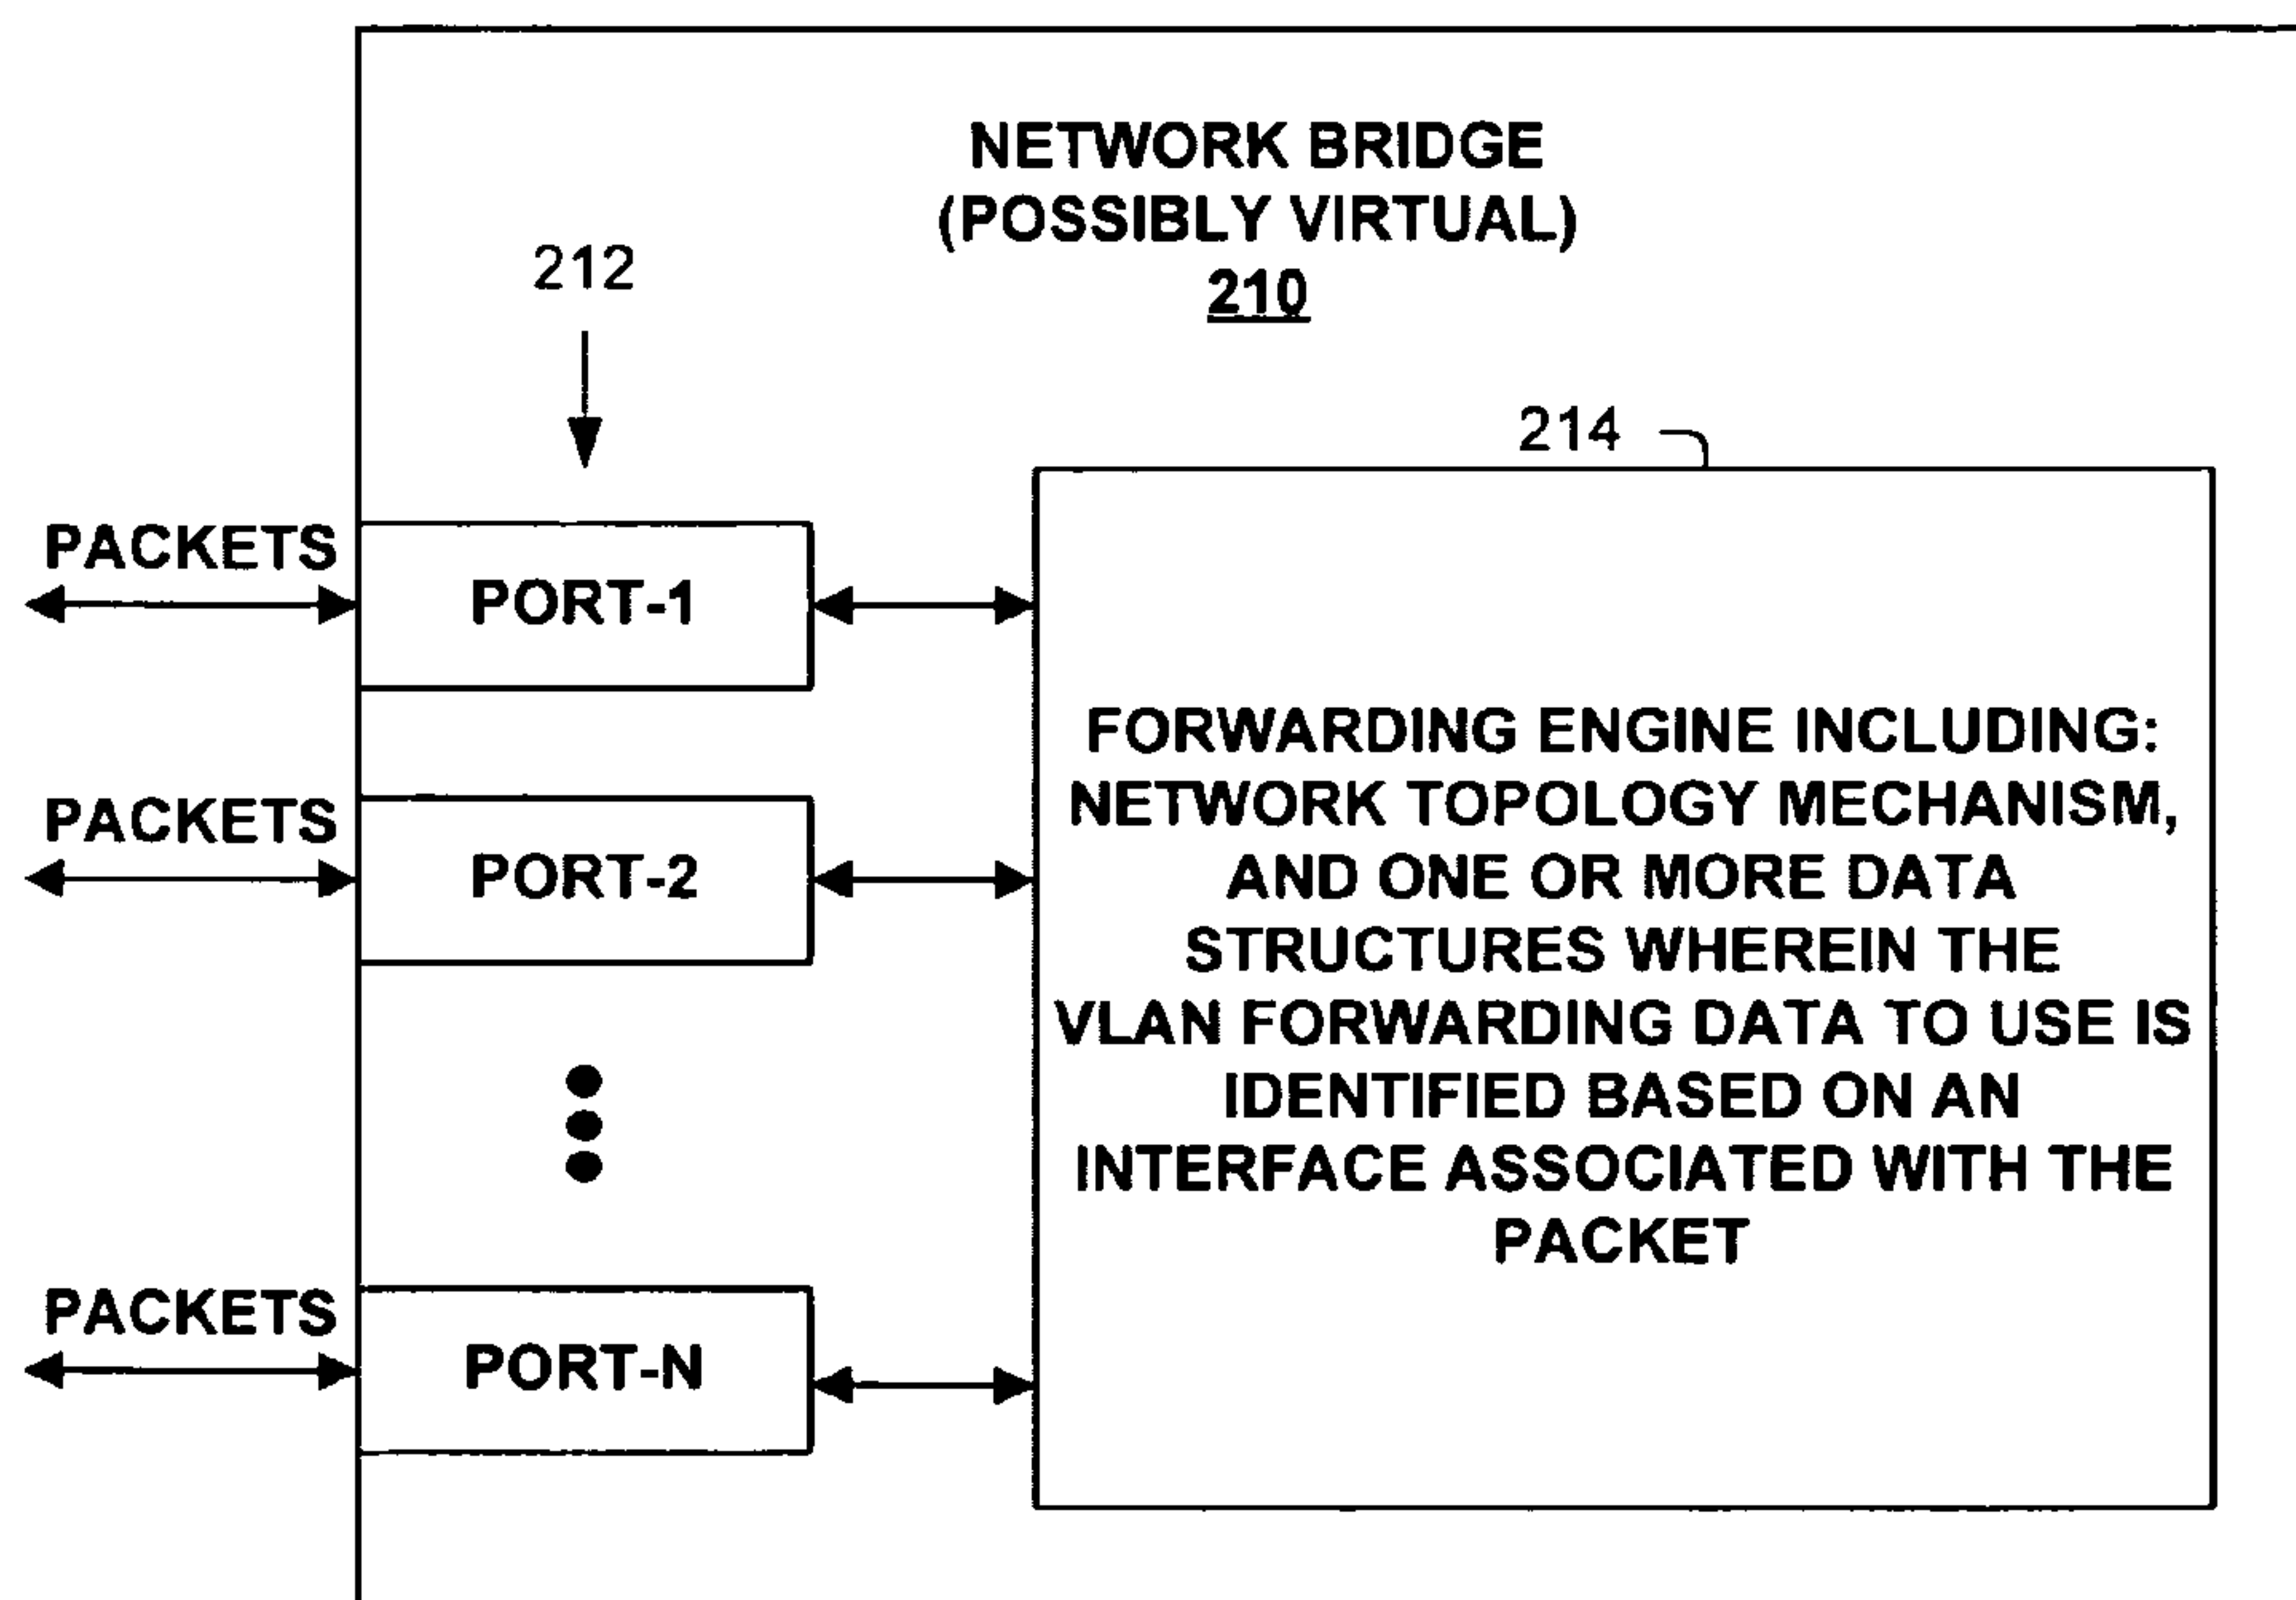 NETWORK BRIDGE
(POSSIBLY VIRTUAL)
210
212
214
PACKETS
PORT-1
PACKETS
PORT-2
PACKETS
PORT-N
FORWARDING ENGINE INCLUDING:
NETWORK TOPOLOGY MECHANISM,
AND ONE OR MORE DATA
STRUCTURES WHEREIN THE
VLAN FORWARDING DATA TO USE IS
IDENTIFIED BASED ON AN
INTERFACE ASSOCIATED WITH THE
PACKET